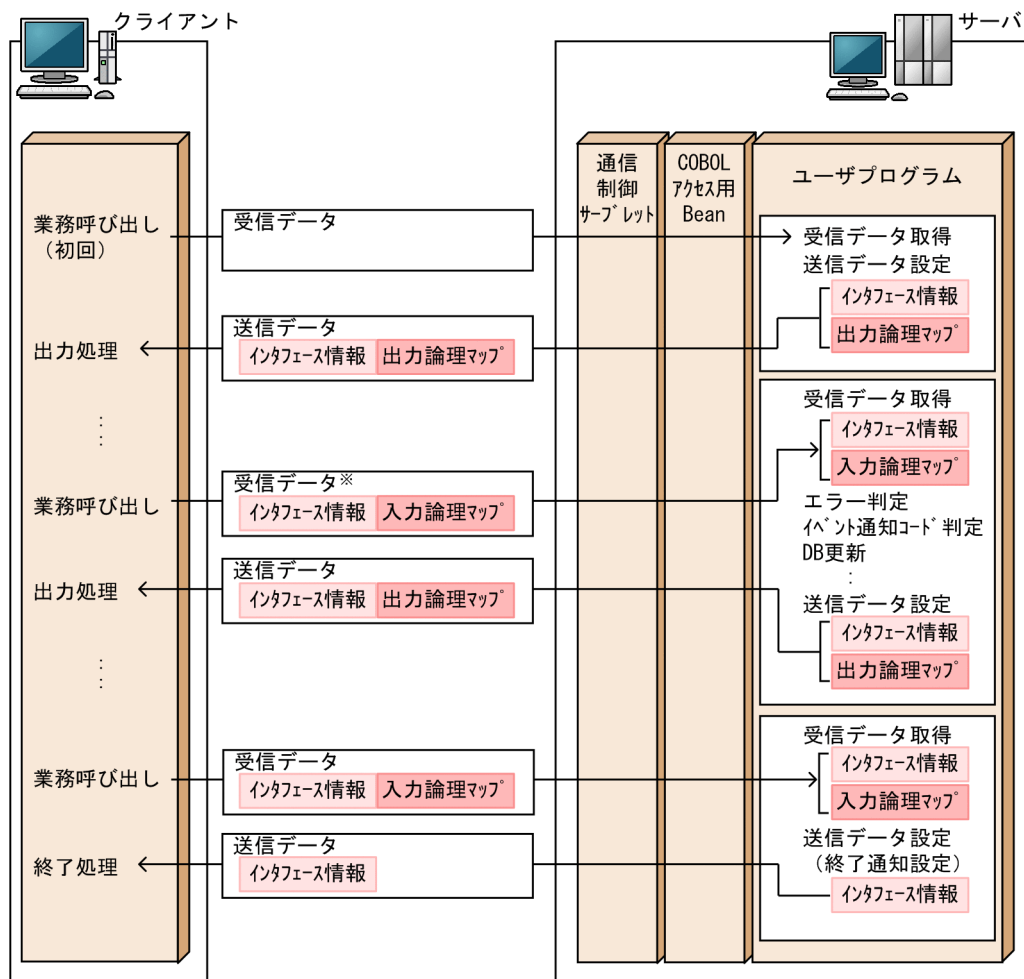 クライアント
サーバ
通信
制御
サーブレット
COBOL
アクセス用
Bean
ユーザプログラム
業務呼び出し
(初回)
受信データ
受信データ取得
送信データ設定
インタフェース情報
出力論理マップ
出力処理
送信データ
インタフェース情報 出力論理マップ
:
:
受信データ取得
インタフェース情報
入力論理マップ
業務呼び出し
受信データ※
インタフェース情報 入力論理マップ
エラー判定
イベント通知コード判定
DB更新
:
出力処理
送信データ
インタフェース情報 出力論理マップ
送信データ設定
インタフェース情報
出力論理マップ
:
:
業務呼び出し
受信データ
インタフェース情報 入力論理マップ
受信データ取得
インタフェース情報
入力論理マップ
終了処理
送信データ
インタフェース情報
送信データ設定
(終了通知設定)
インタフェース情報